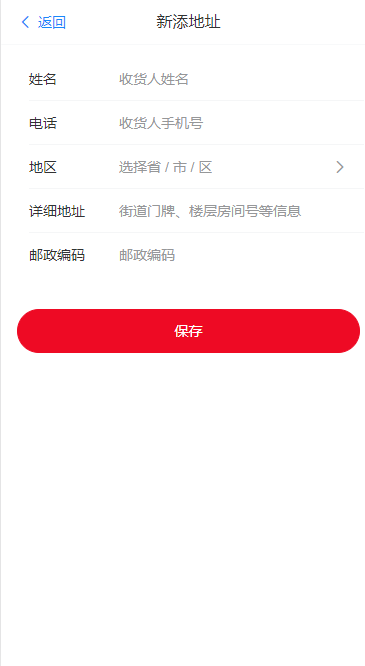 返回 新添地址
姓名 收货人姓名
电话 收货人手机号
地区 选择省 / 市 / 区
详细地址 街道门牌、楼层房间号等信息
邮政编码 邮政编码
保存